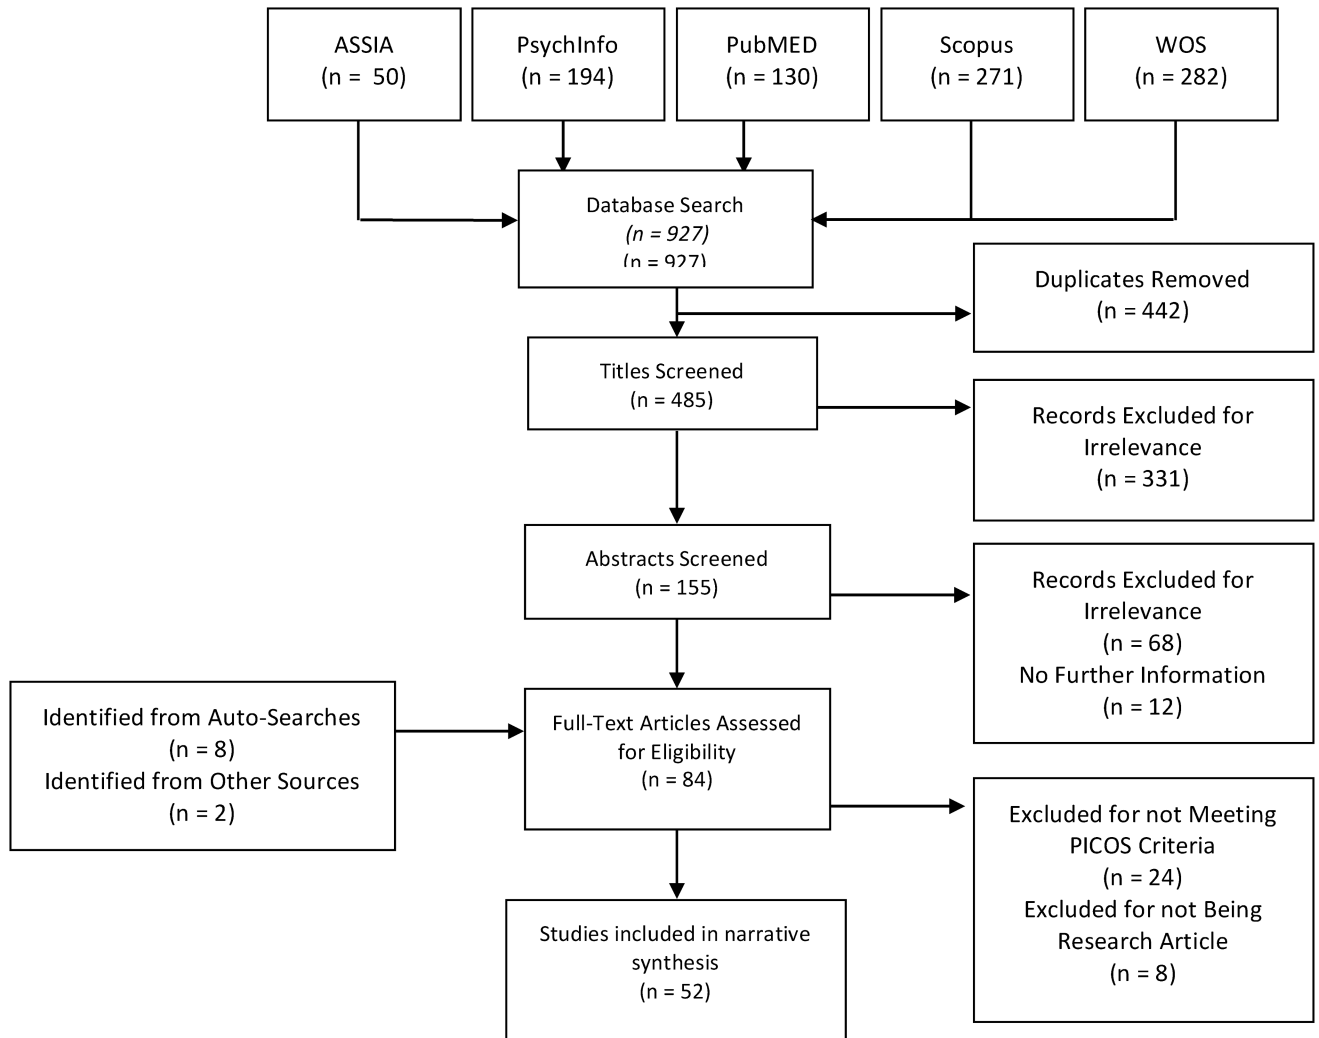 ASSIA
(n =  50)
PsychInfo
(n = 194)
PubMED
(n = 130)
Scopus
(n = 271)
WOS
(n = 282)
Database Search
(n = 927)
(n = 927)
Duplicates Removed
(n = 442)
Titles Screened
(n = 485)
Records Excluded for
Irrelevance
(n = 331)
Abstracts Screened
(n = 155)
Records Excluded for
Irrelevance
(n = 68)
No Further Information
(n = 12)
Identified from Auto-Searches
(n = 8)
Identified from Other Sources
(n = 2)
Full-Text Articles Assessed
for Eligibility
(n = 84)
Excluded for not Meeting
PICOS Criteria
(n = 24)
Excluded for not Being
Research Article
(n = 8)
Studies included in narrative
synthesis
(n = 52)